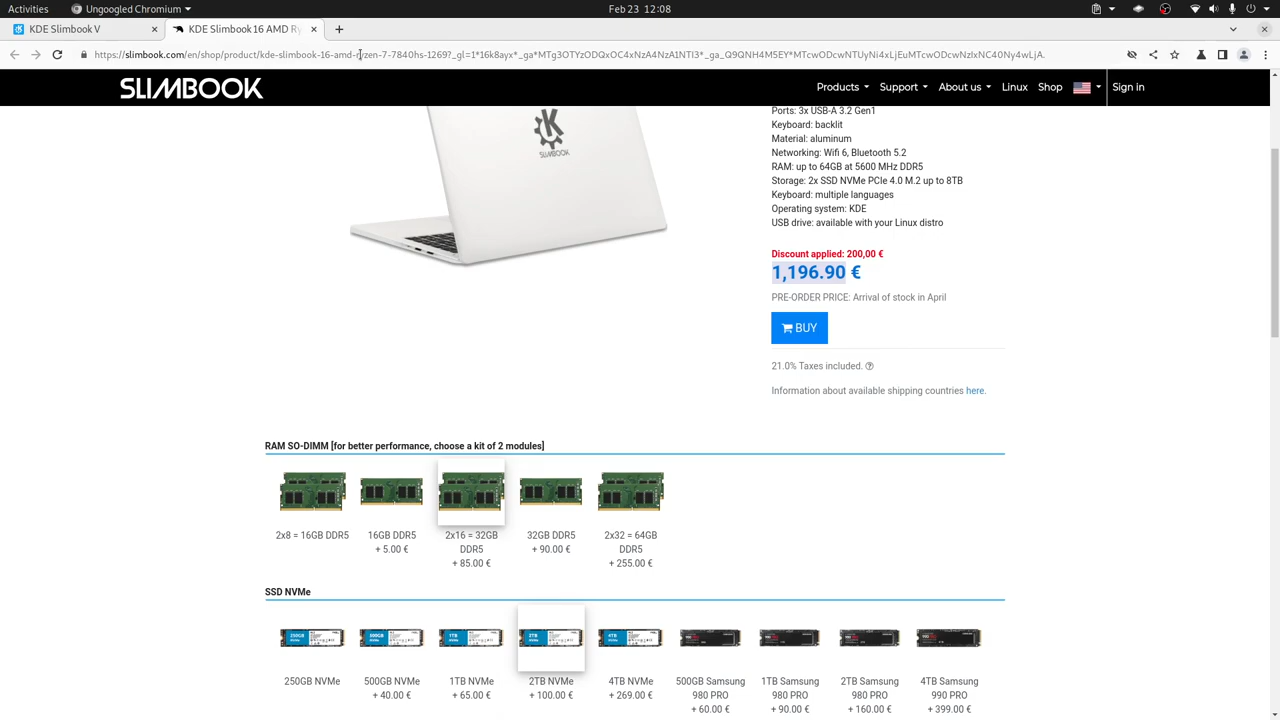 Activities
Ungoogled Chromium
Feb 23 12:08
KDE Slimbook V
KDE Slimbook 16 AMD Ry
https://slimbook.com/en/shop/product/kde-slimbook-16-amd-ryzen-7-7840hs-1269?_gl=1*16k8ayx*_ga*MTg3OTYzODQxOC4xNzA4NzA1NTI3*_ga_Q9QNH4M5EY*MTcwODcwNTUyNi4xLjEuMTcwODcwNzIxNC40Ny4wLjA.
SLIMBOOK
Products
Support
About us
Linux
Shop
Sign in
SLIMBOOK
Ports: 3x USB-A 3.2 Gen1
Keyboard: backlit
Material: aluminum
Networking: Wifi 6, Bluetooth 5.2
RAM: up to 64GB at 5600 MHz DDR5
Storage: 2x SSD NVMe PCIe 4.0 M.2 up to 8TB
Keyboard: multiple languages
Operating system: KDE
USB drive: available with your Linux distro
Discount applied: 200,00 €
1,196.90 €
PRE-ORDER PRICE: Arrival of stock in April
BUY
21.0% Taxes included.
Information about available shipping countries here.
RAM SO-DIMM [for better performance, choose a kit of 2 modules]
2x8 = 16GB DDR5
16GB DDR5
+ 5.00 €
2x16 = 32GB
DDR5
+ 85.00 €
32GB DDR5
+ 90.00 €
2x32 = 64GB
DDR5
+ 255.00 €
SSD NVMe
250GB NVMe
500GB NVMe
+ 40.00 €
1TB NVMe
+ 65.00 €
2TB NVMe
+ 100.00 €
4TB NVMe
+ 269.00 €
500GB Samsung
980 PRO
+ 60.00 €
1TB Samsung
980 PRO
+ 90.00 €
2TB Samsung
980 PRO
+ 160.00 €
4TB Samsung
990 PRO
+ 399.00 €